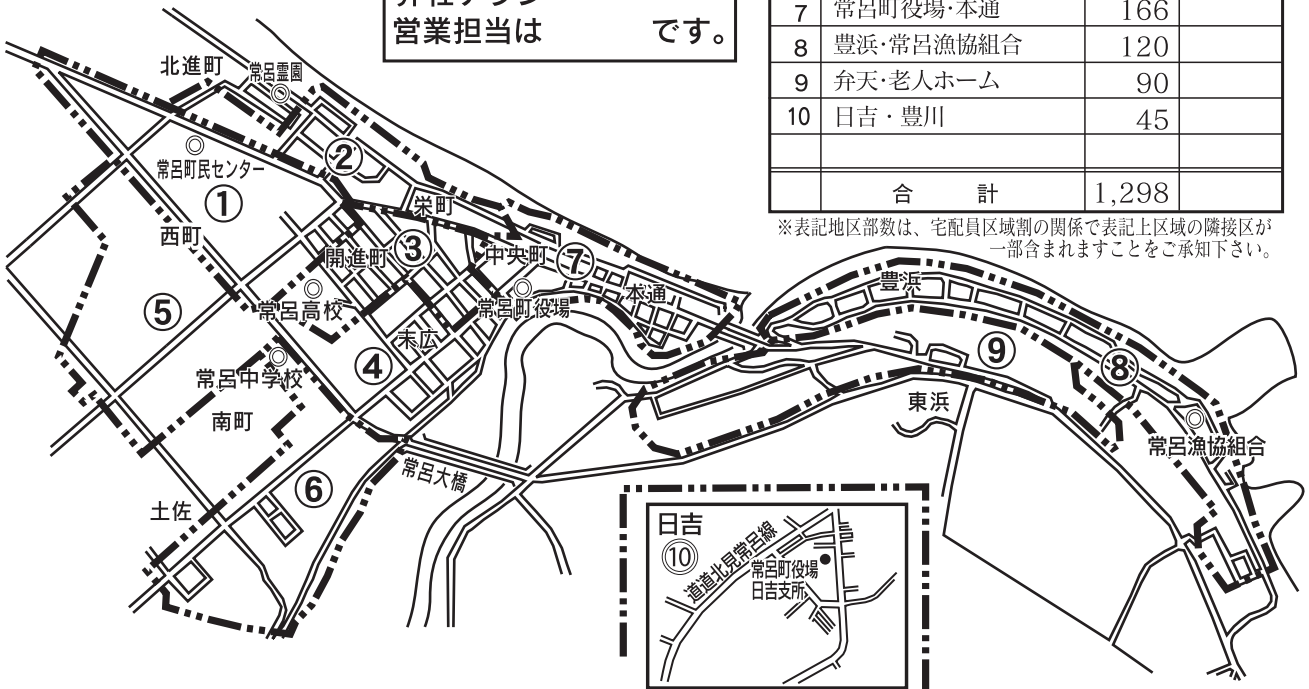 営業担当は　　　です。
7 常呂町役場･本通 166
8 豊浜･常呂漁協組合 120
9 弁天･老人ホーム 90
10 日吉・豊川 45
合　計 1,298
※表記地区部数は、宅配員区域割の関係で表記上区域の隣接区が
一部含まれますことをご承知下さい。
北進町
常呂霊園
常呂町民センター
①
②
西町
栄町
③
開進町
中央町
⑦
本通
豊浜
常呂高校
常呂町役場
⑤
末広
④
⑨
⑧
常呂中学校
南町
東浜
常呂漁協組合
常呂大橋
⑥
土佐
日吉
⑩
道道北見常呂線
常呂町役場
日吉支所